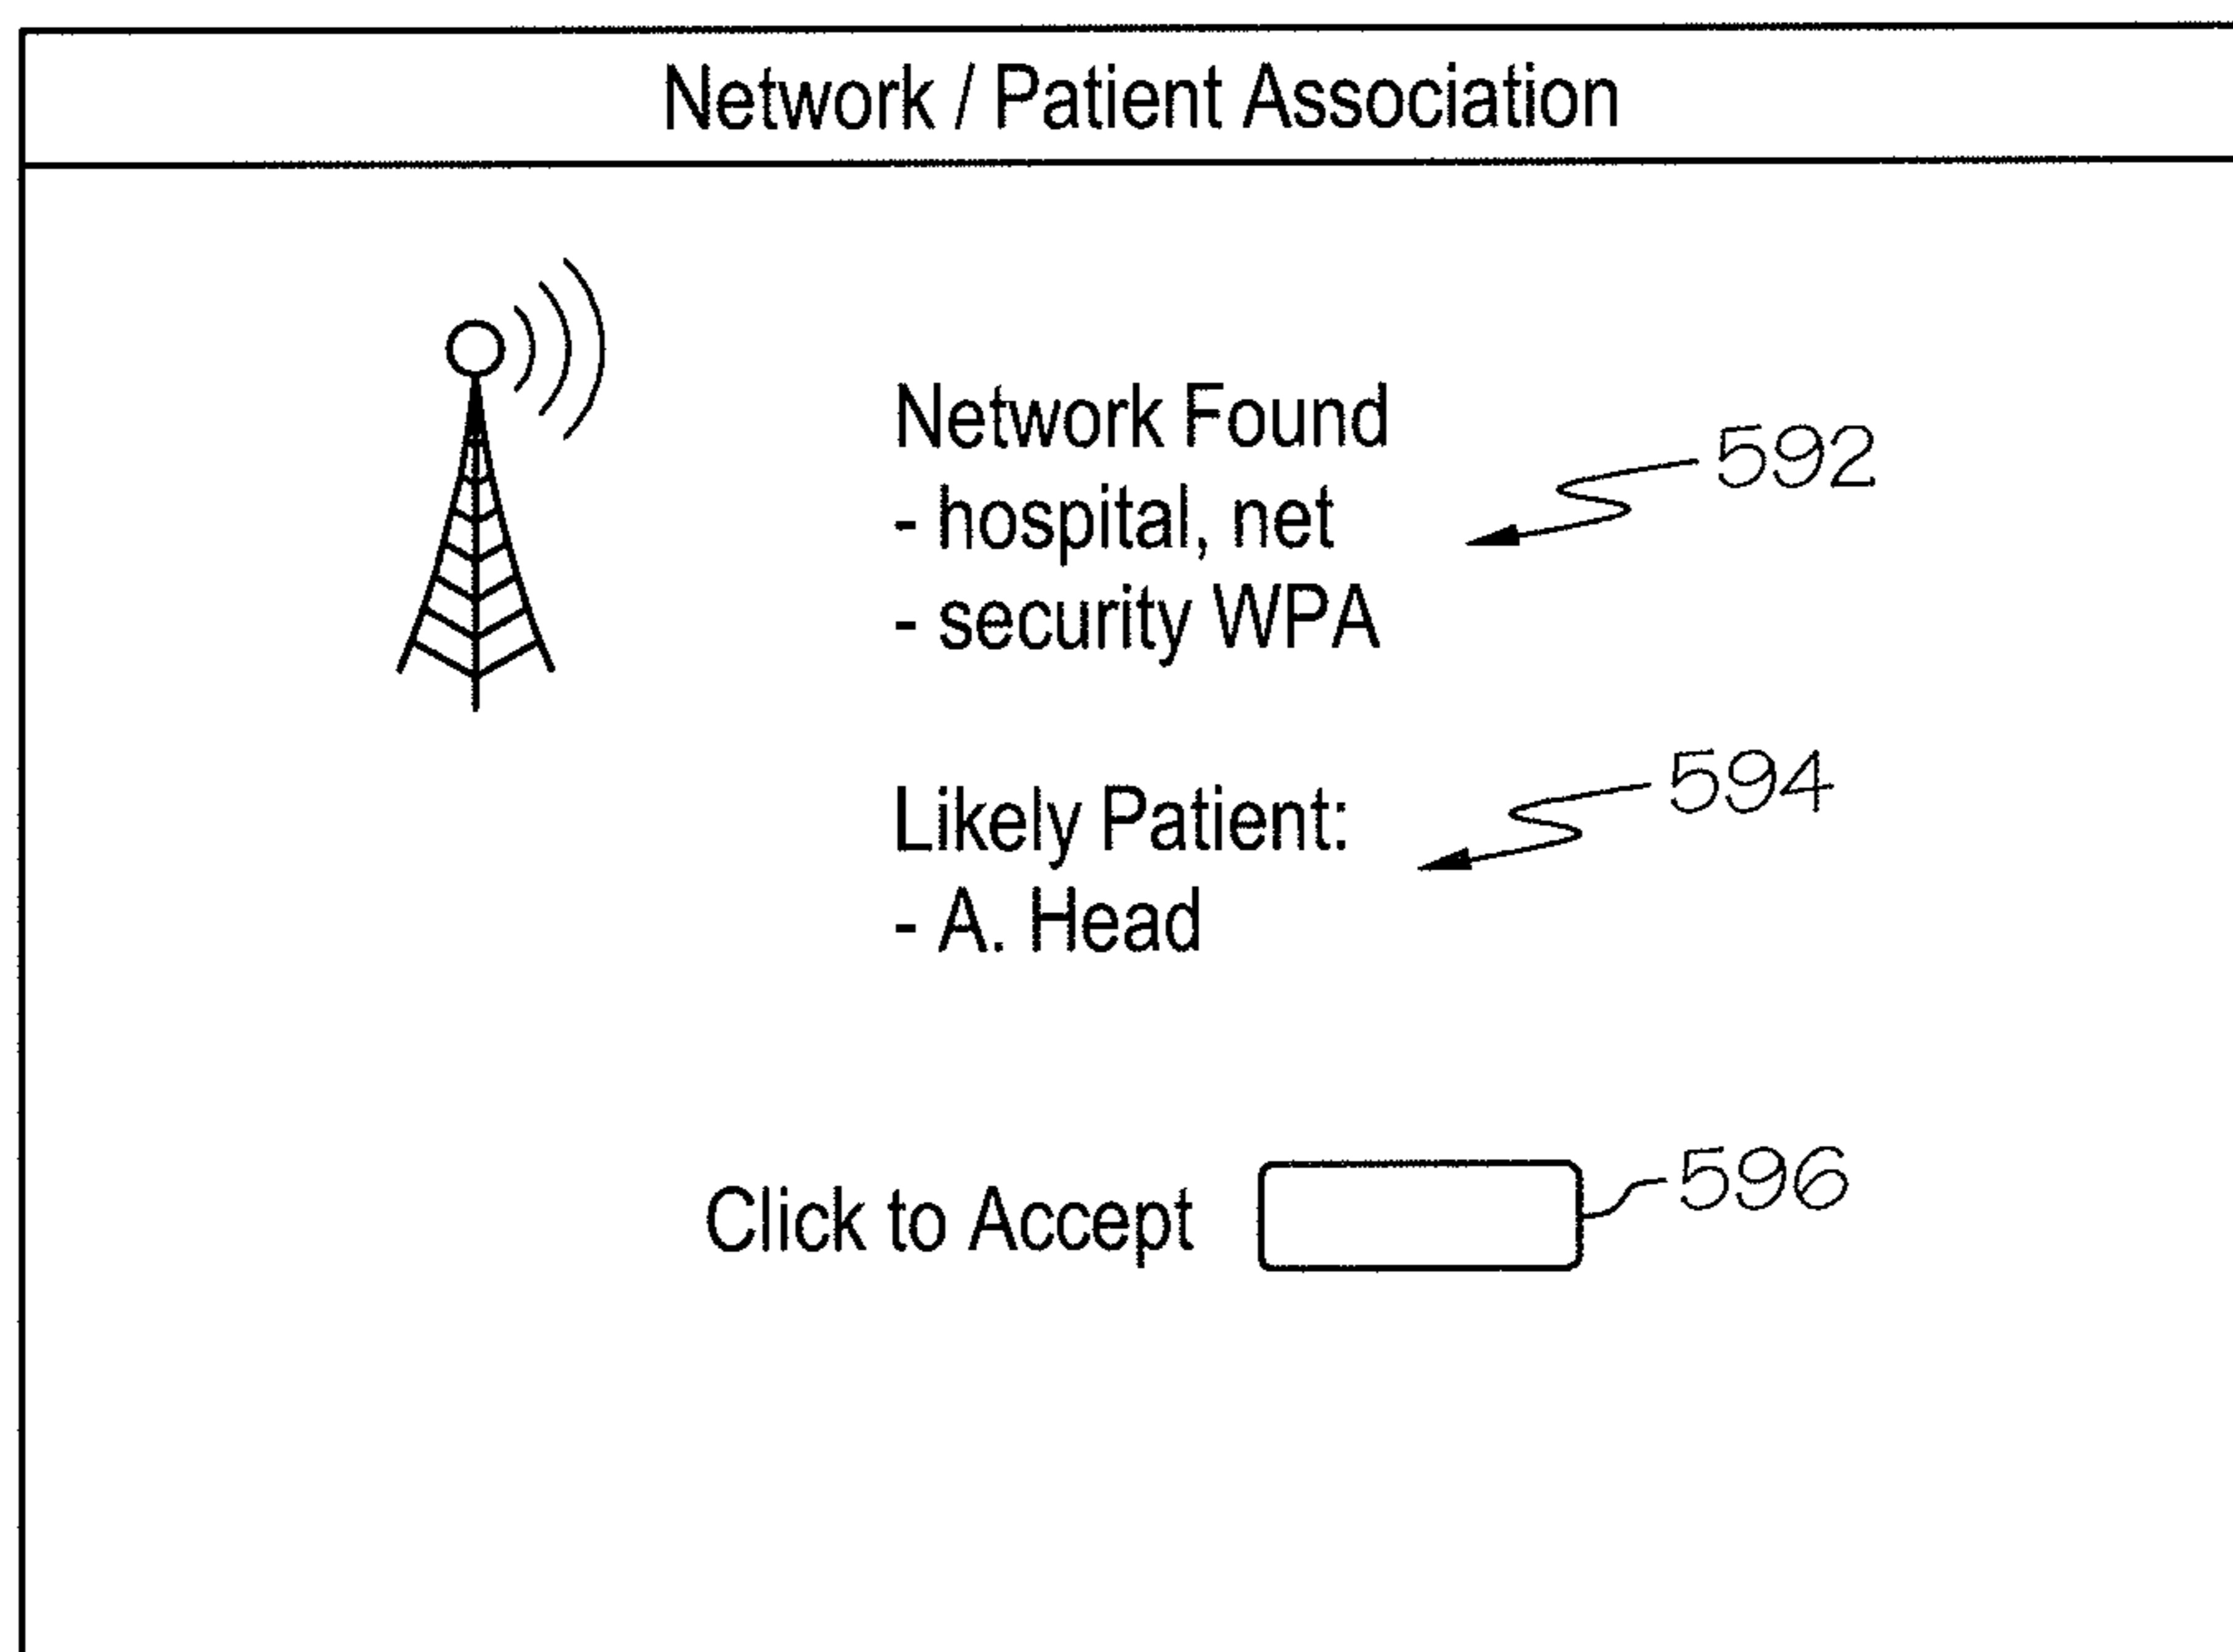 Network / Patient Association
Network Found
- hospital, net
592
- security WPA
594
Likely Patient:
- A. Head
596
Click to Accept